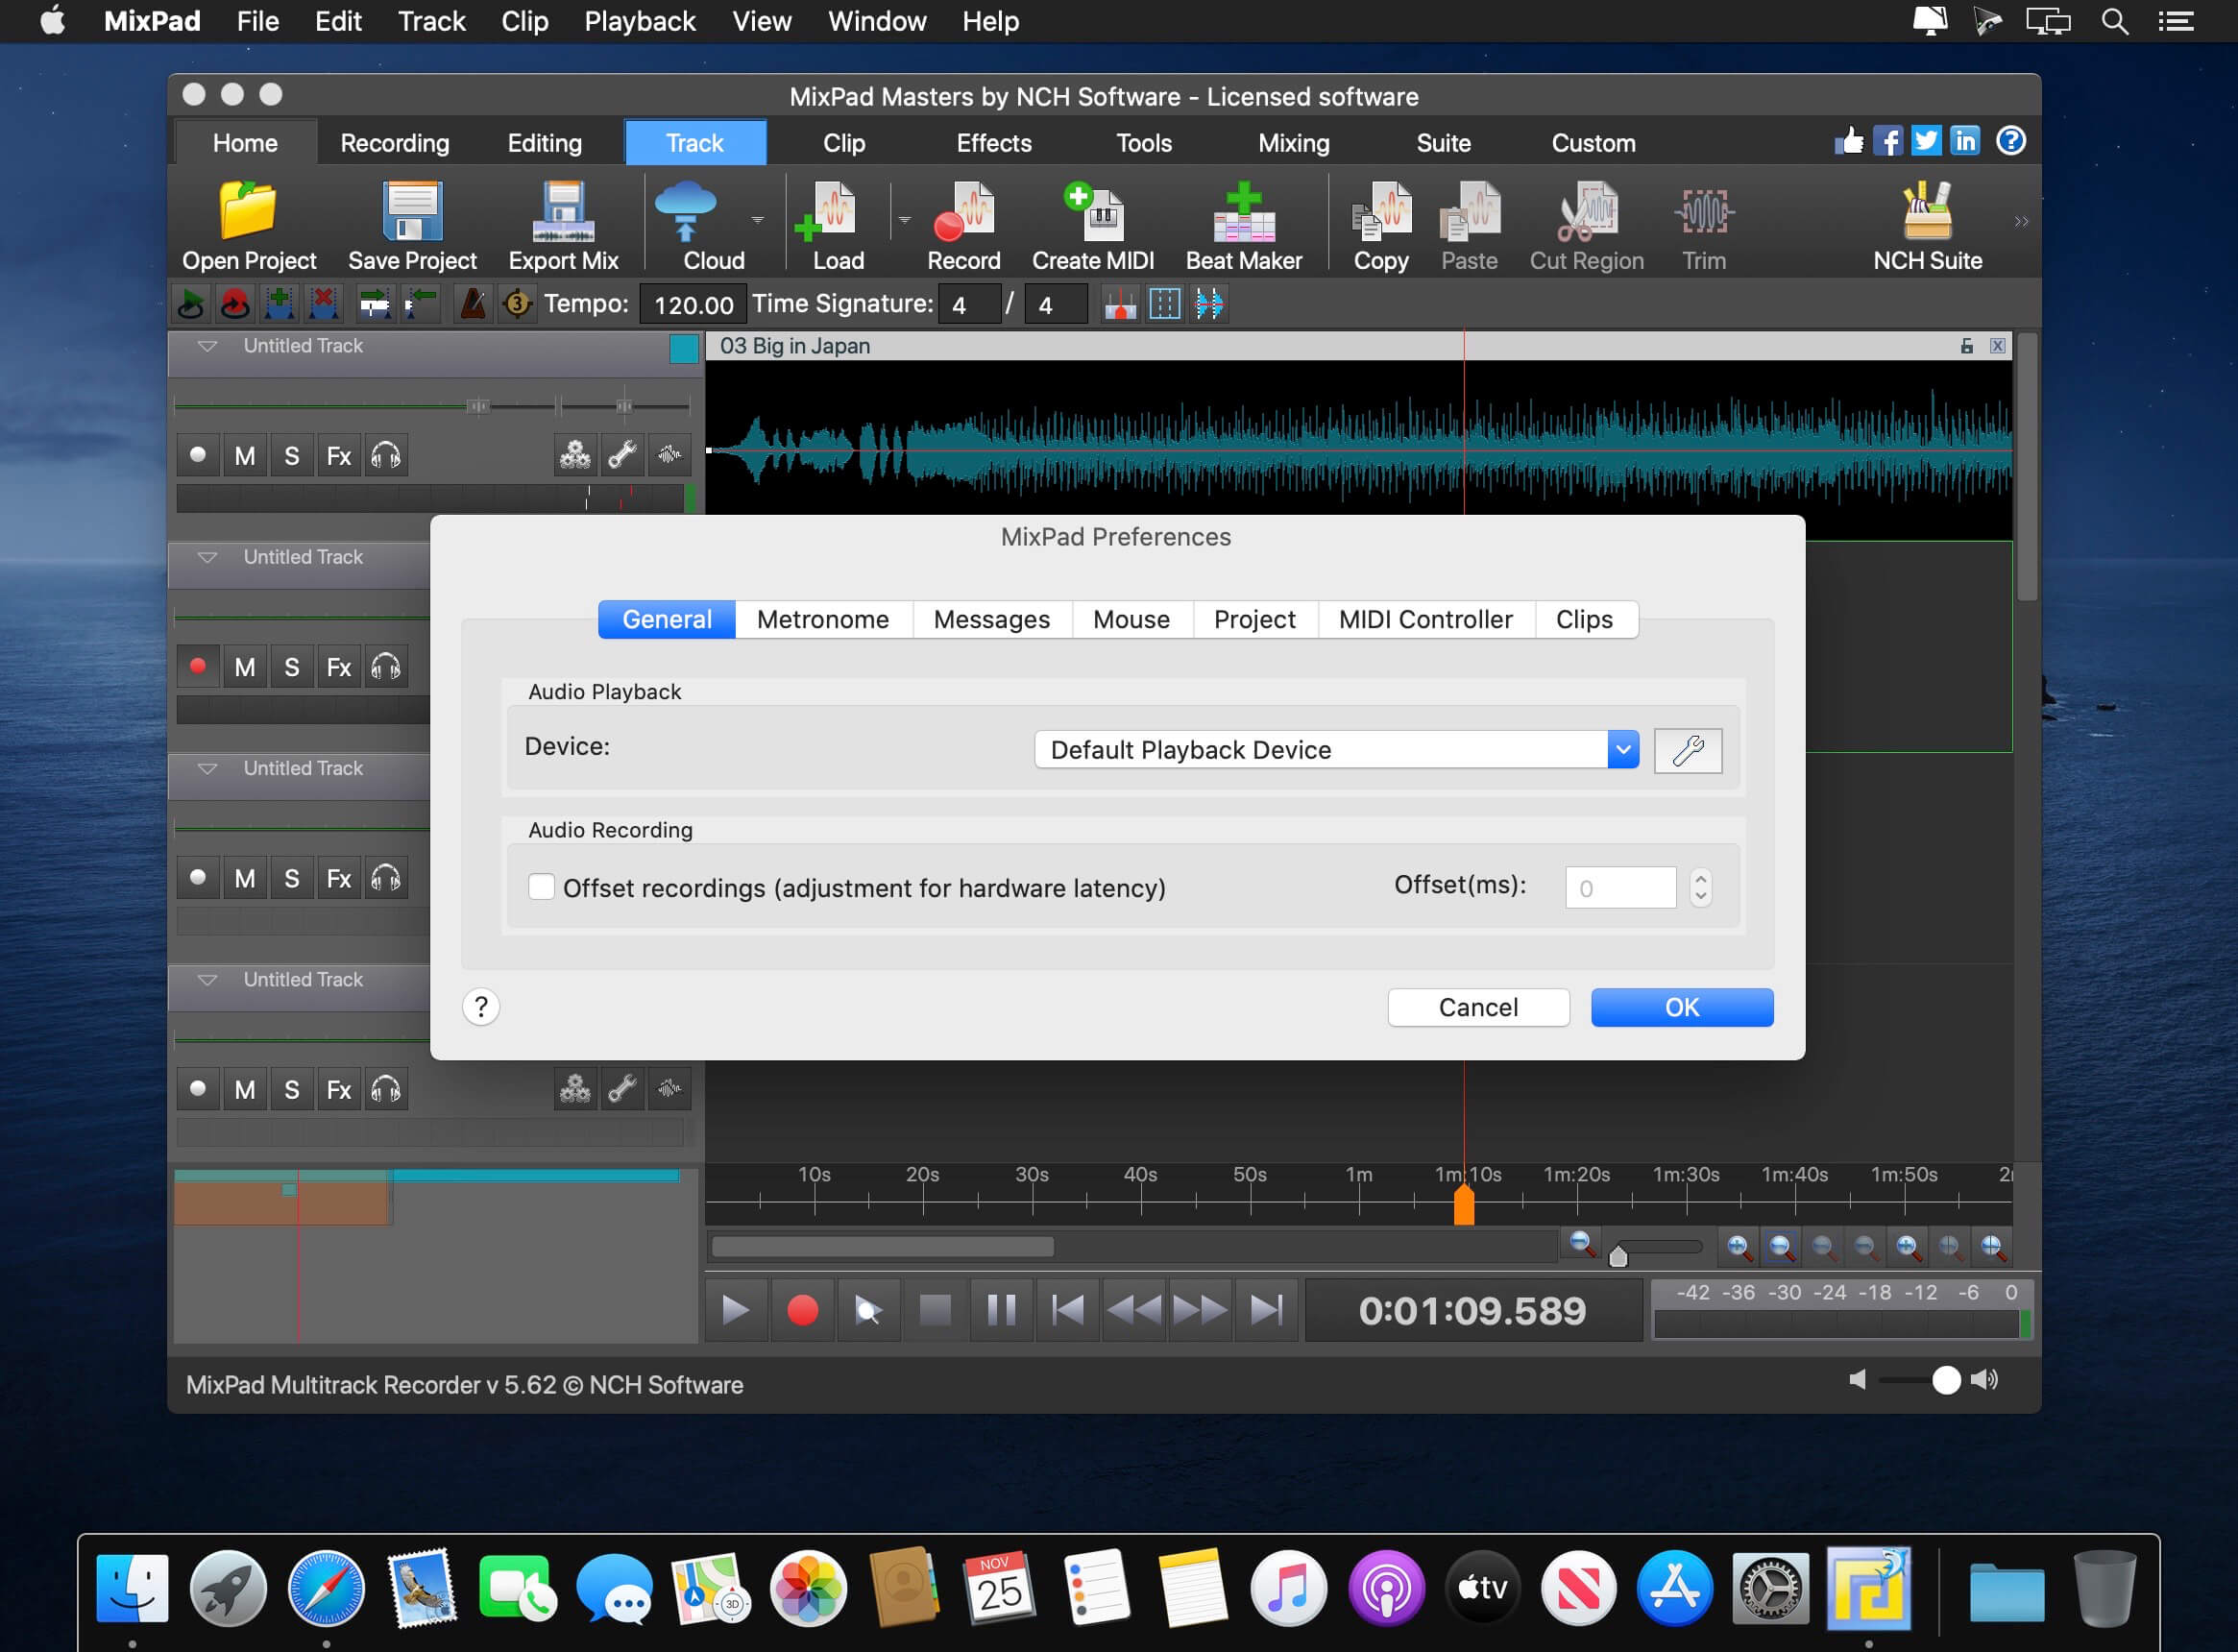 MixPad File Edit Track Clip Playback View Window Help
MixPad Masters by NCH Software - Licensed software
Home Recording Editing Track Clip Effects Tools Mixing Suite Custom
f in ?
Open Project Save Project Export Mix Cloud Load Record Create MIDI Beat Maker Copy Paste Cut Region Trim NCH Suite
3 Tempo: 120.00 Time Signature: 4 / 4
Untitled Track
03 Big in Japan
M S Fx
MixPad Preferences
Untitled Track
General Metronome Messages Mouse Project MIDI Controller Clips
M S Fx
Audio Playback
Device: Default Playback Device
Untitled Track
Audio Recording
M S Fx
Offset recordings (adjustment for hardware latency) Offset(ms): 0
Untitled Track
? Cancel OK
M S Fx
10s 20s 30s 40s 50s 1m 1m:10s 1m:20s 1m:30s 1m:40s 1m:50s
0:01:09.589
-42 -36 -30 -24 -18 -12 -6 0
MixPad Multitrack Recorder v 5.62 © NCH Software
NOV
25
3D
tv